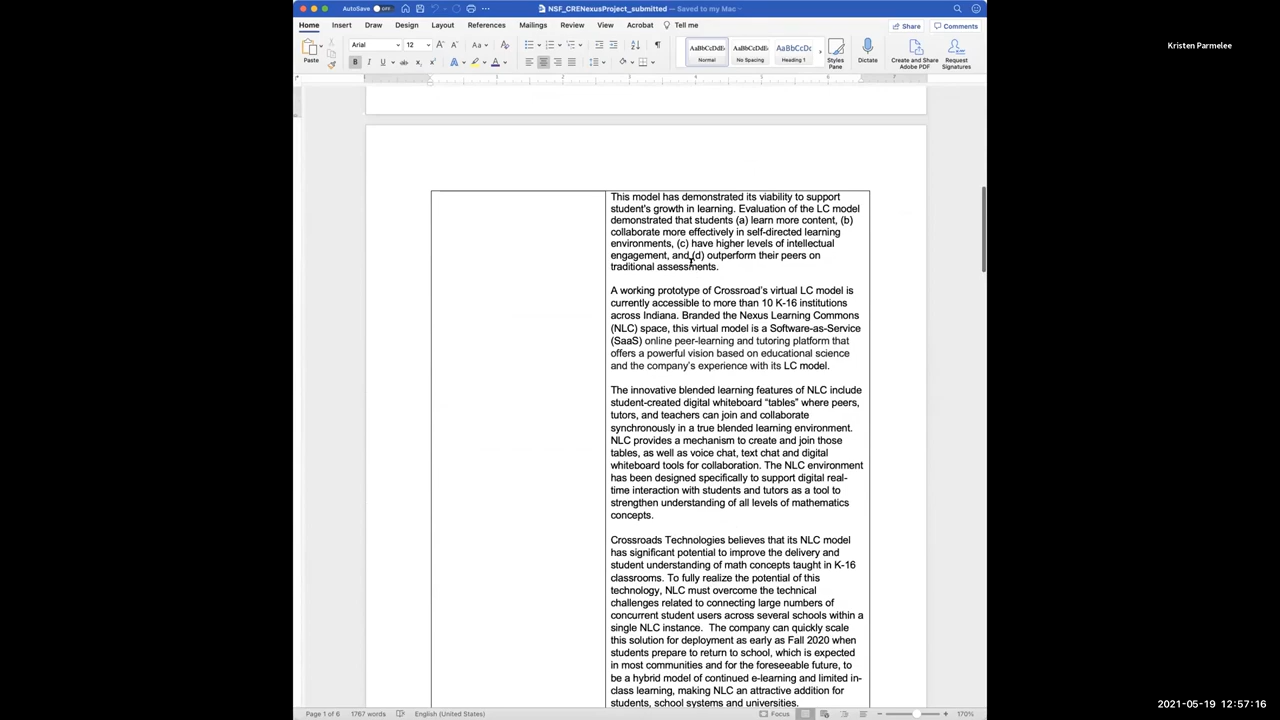 AutoSave OFF
NSF_CRENexusProject_submitted — Saved to my Mac
Home Insert Draw Design Layout References Mailings Review View Acrobat Tell me
Share Comments
Kristen Parmelee
Paste
Arial 12
AaBbCcDdEe AaBbCcDdEe AaBbCcDc
Normal No Spacing Heading 1
Styles Pane
Dictate
Create and Share Adobe PDF
Request Signatures
This model has demonstrated its viability to support
student's growth in learning. Evaluation of the LC model
demonstrated that students (a) learn more content, (b)
collaborate more effectively in self-directed learning
environments, (c) have higher levels of intellectual
engagement, and (d) outperform their peers on
traditional assessments.
A working prototype of Crossroad's virtual LC model is
currently accessible to more than 10 K-16 institutions
across Indiana. Branded the Nexus Learning Commons
(NLC) space, this virtual model is a Software-as-Service
(SaaS) online peer-learning and tutoring platform that
offers a powerful vision based on educational science
and the company's experience with its LC model.
The innovative blended learning features of NLC include
student-created digital whiteboard “tables” where peers,
tutors, and teachers can join and collaborate
synchronously in a true blended learning environment.
NLC provides a mechanism to create and join those
tables, as well as voice chat, text chat and digital
whiteboard tools for collaboration. The NLC environment
has been designed specifically to support digital real-
time interaction with students and tutors as a tool to
strengthen understanding of all levels of mathematics
concepts.
Crossroads Technologies believes that its NLC model
has significant potential to improve the delivery and
student understanding of math concepts taught in K-16
classrooms. To fully realize the potential of this
technology, NLC must overcome the technical
challenges related to connecting large numbers of
concurrent student users across several schools within a
single NLC instance. The company can quickly scale
this solution for deployment as early as Fall 2020 when
students prepare to return to school, which is expected
in most communities and for the foreseeable future, to
be a hybrid model of continued e-learning and limited in-
class learning, making NLC an attractive addition for
students, school systems and universities.
Page 1 of 6 1767 words English (United States) Focus 170%
2021-05-19 12:57:16